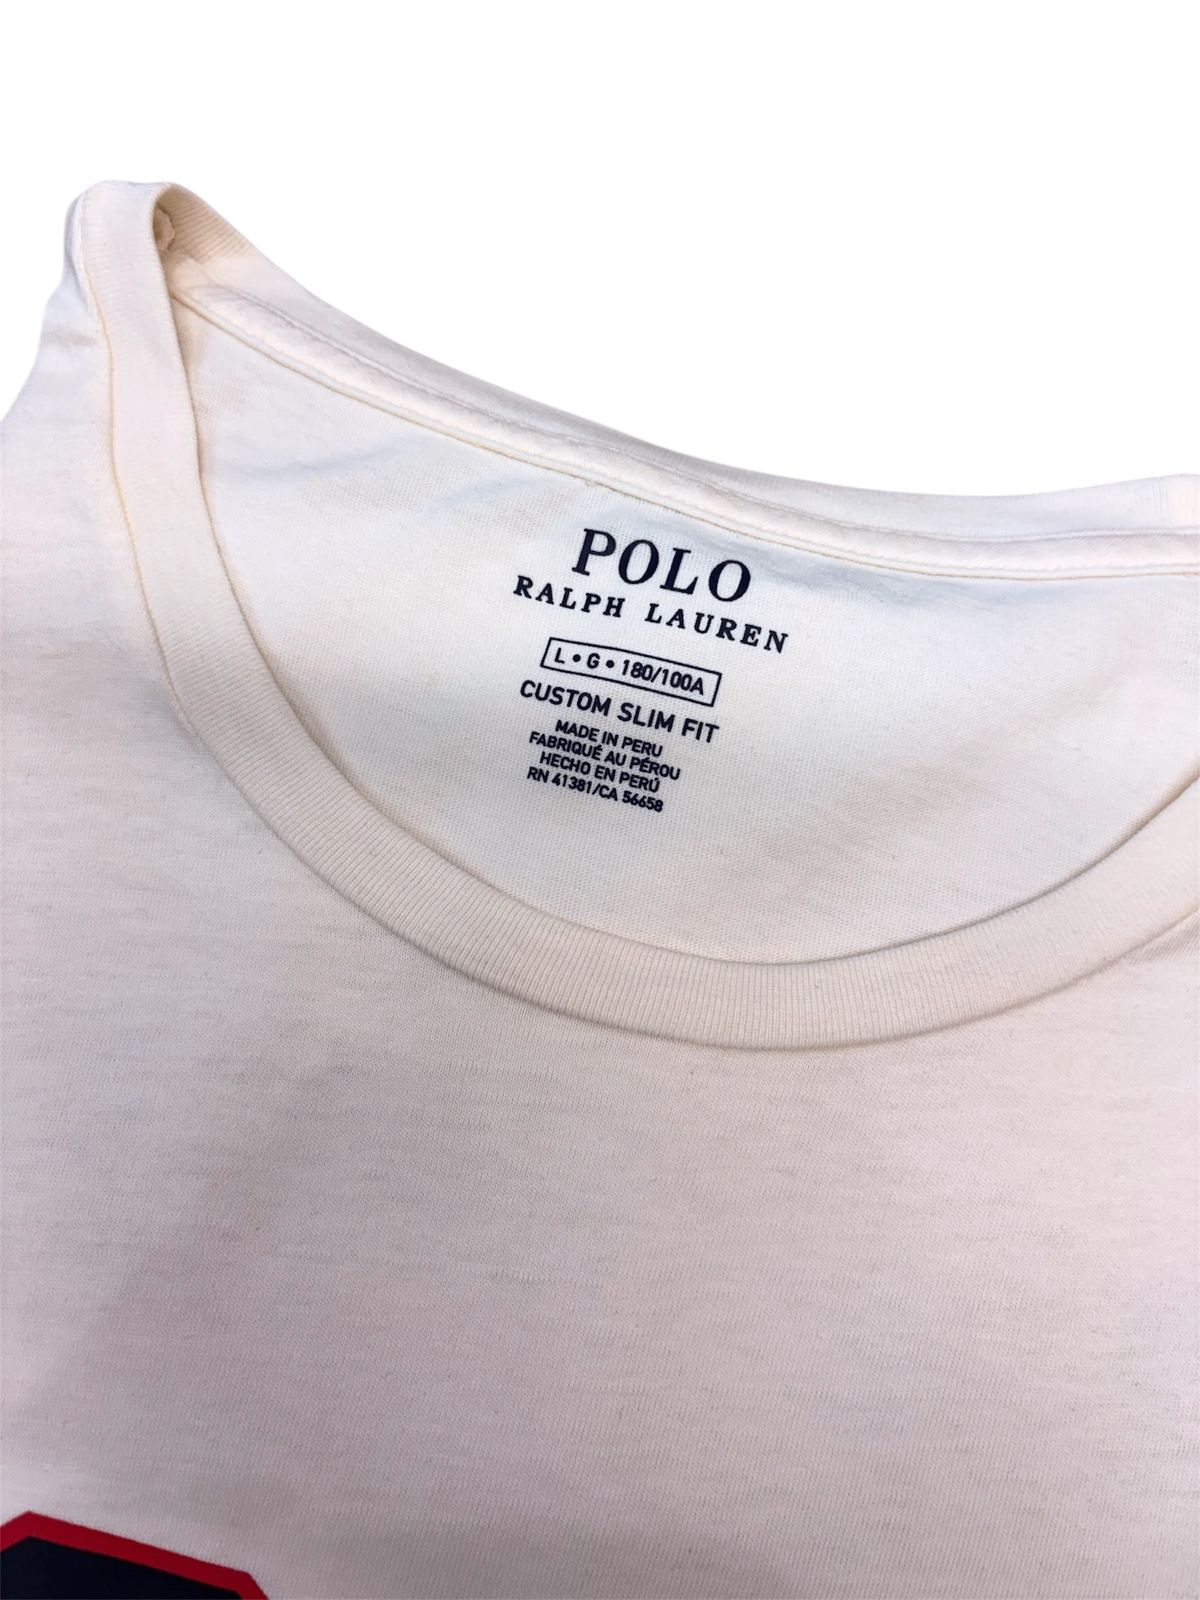 POLO
RALPH LAUREN
L • G • 180/100A
CUSTOM SLIM FIT
MADE IN PERU
FABRIQUÉ AU PÉROU
HECHO EN PERÚ
RN 41381/CA 56658